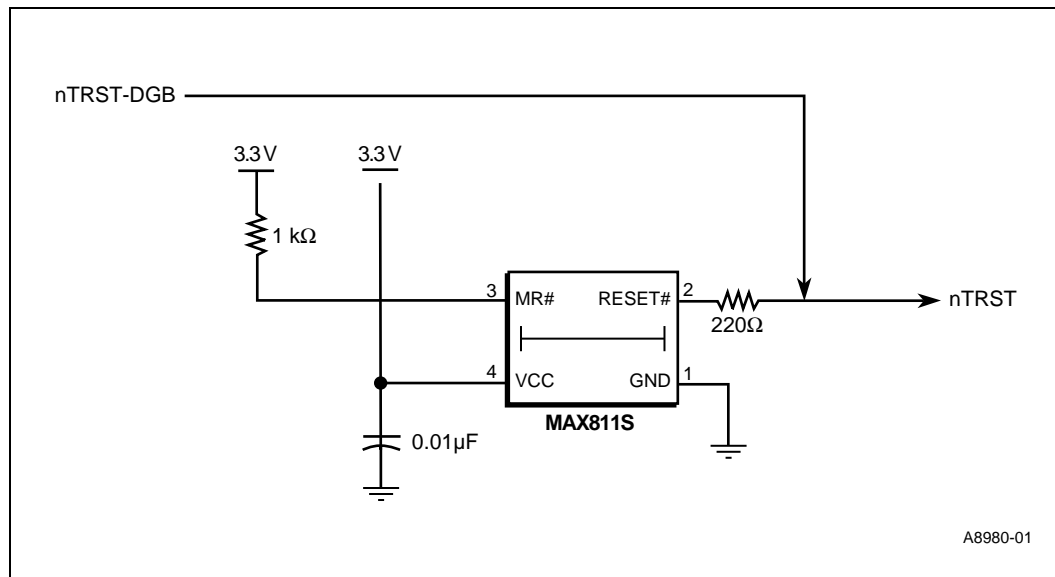 nTRST-DGB
3.3 V
3.3 V
1 kΩ
3
MR#
RESET#
2
nTRST
220Ω
4
VCC
GND
1
MAX811S
0.01µF
A8980-01